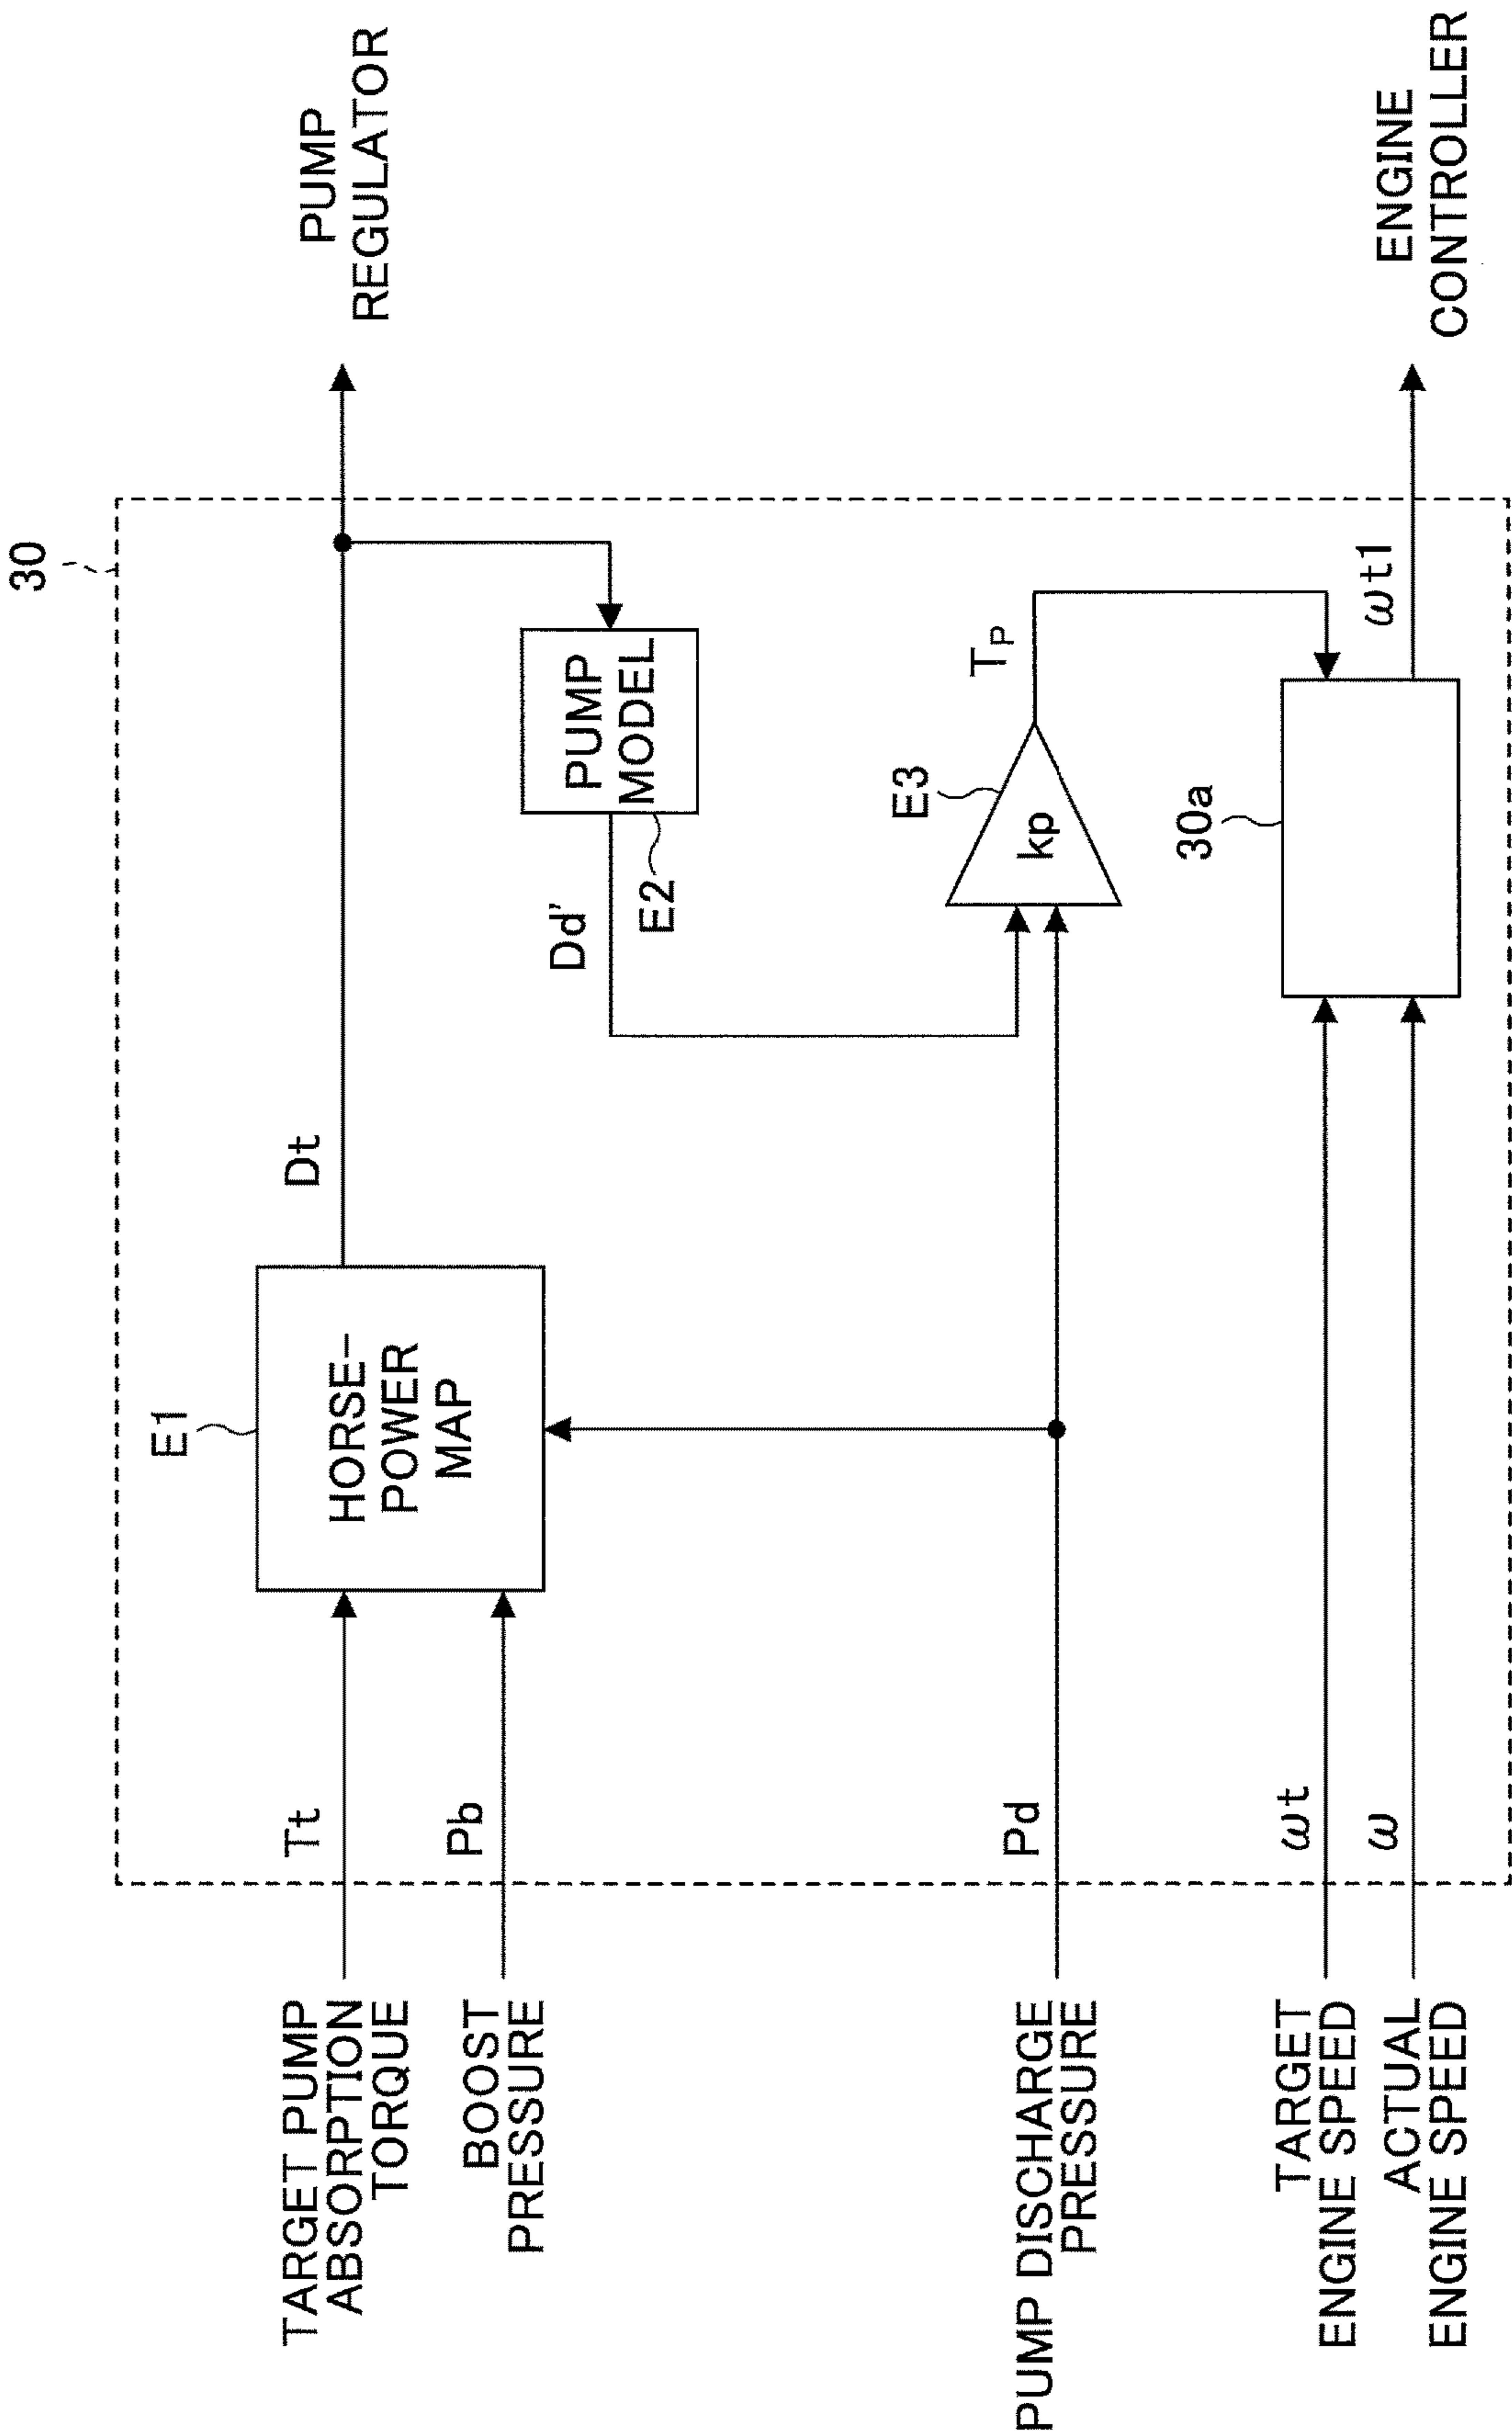 30
TARGET PUMP
ABSORPTION
TORQUE
Tt
E1
HORSE-
POWER
MAP
Dt
PUMP
REGULATOR
BOOST
PRESSURE
Pb
PUMP
MODEL
E2
Dd'
PUMP DISCHARGE
PRESSURE
Pd
E3
kp
TP
TARGET
ENGINE SPEED
ωt
ACTUAL
ENGINE SPEED
ω
30a
ωt1
ENGINE
CONTROLLER